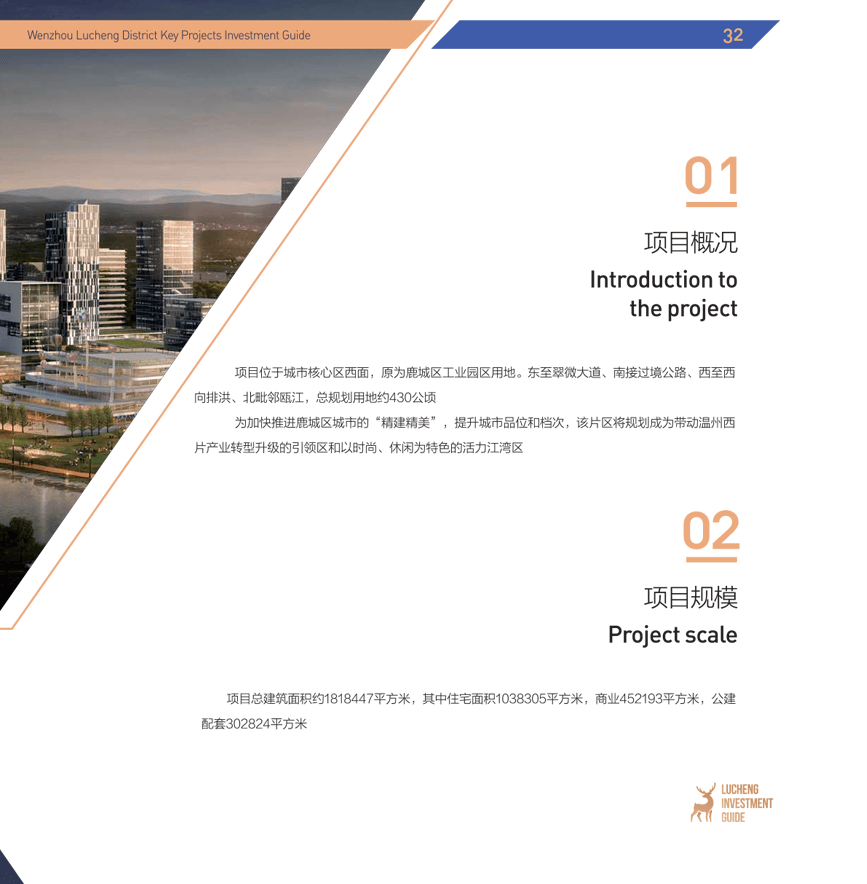 Wenzhou Lucheng District Key Projects Investment Guide
32
01
项目概况
Introduction to
the project
项目位于城市核心区西面，原为鹿城区工业园区用地。东至翠微大道、南接过境公路、西至西
向排洪、北毗邻瓯江，总规划用地约430公顷
为加快推进鹿城区城市的“精建精美”，提升城市品位和档次，该片区将规划成为带动温州西
片产业转型升级的引领区和以时尚、休闲为特色的活力江湾区
02
项目规模
Project scale
项目总建筑面积约1818447平方米，其中住宅面积1038305平方米，商业452193平方米，公建
配套302824平方米
LUCHENG
INVESTMENT
GUIDE